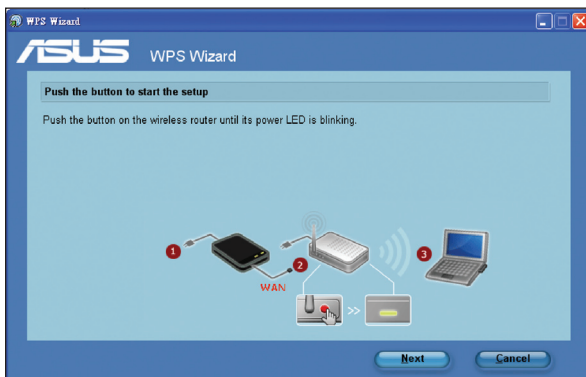 WPS Wizard
ASUS WPS Wizard
Push the button to start the setup
Push the button on the wireless router until its power LED is blinking.
1
2
3
WAN
>>
Next
Cancel